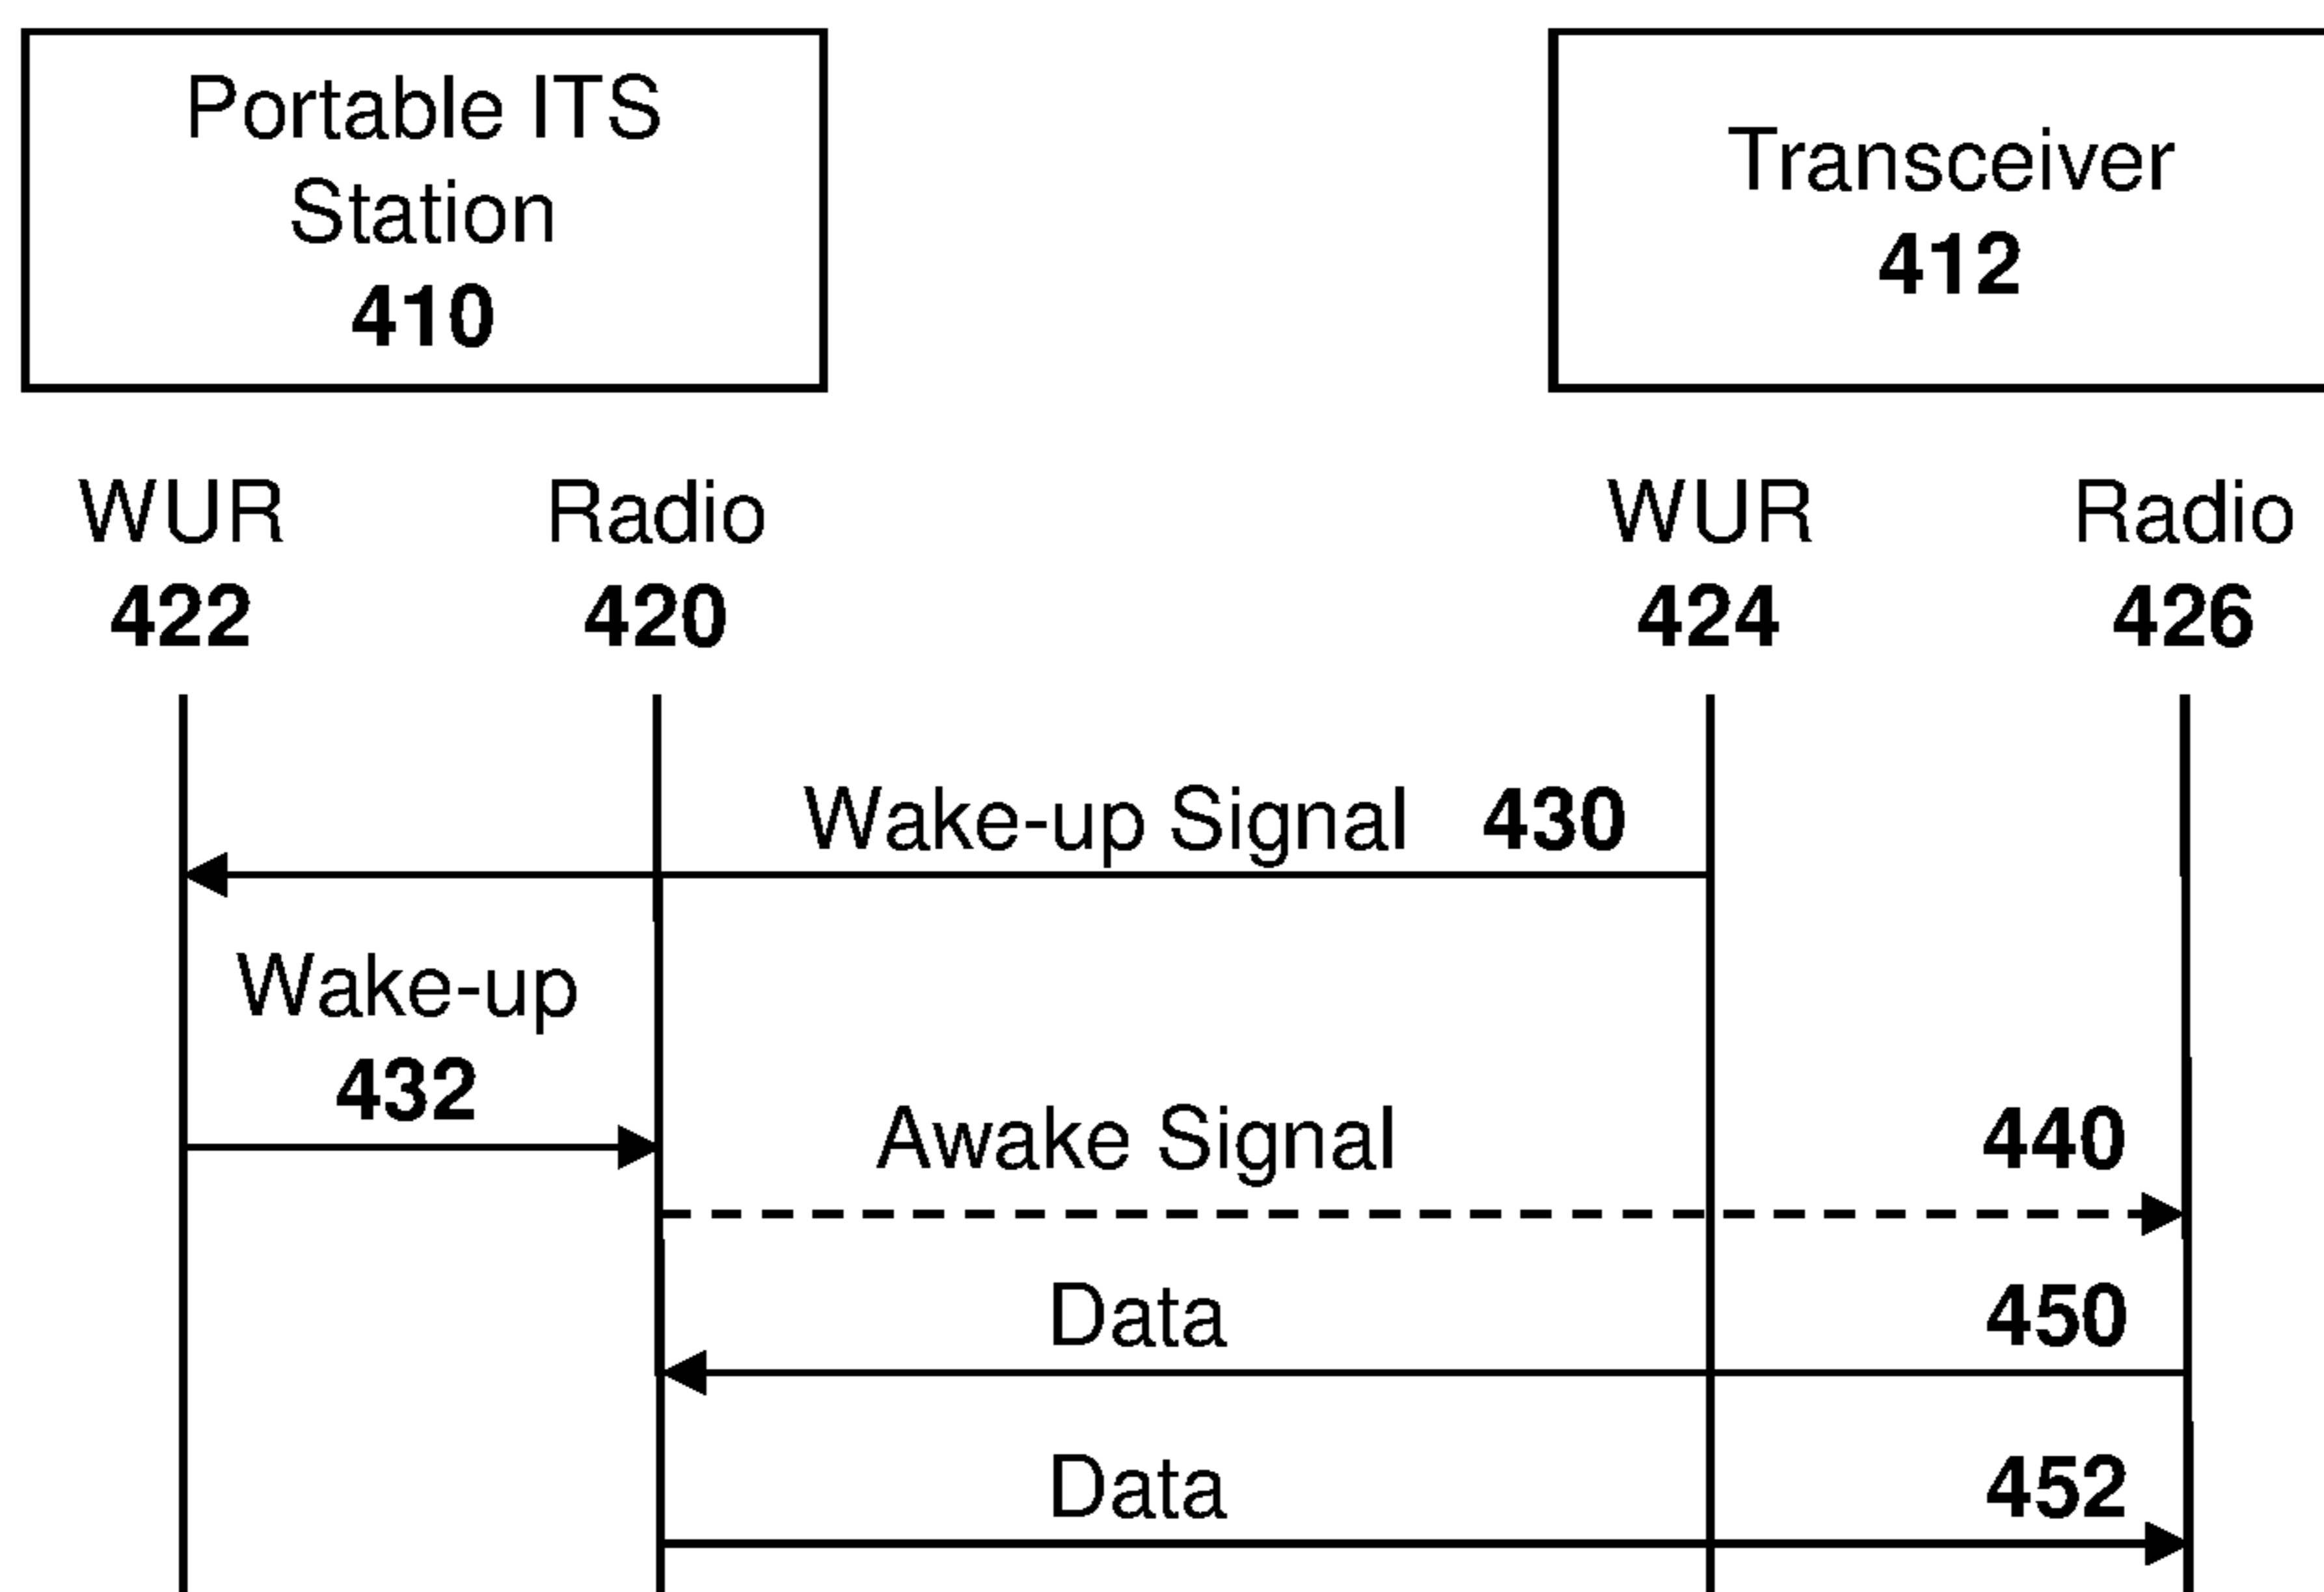 Portable ITS
Station
410
Transceiver
412
WUR
422
Radio
420
WUR
424
Radio
426
Wake-up Signal 430
Wake-up
432
Awake Signal 440
Data 450
Data 452